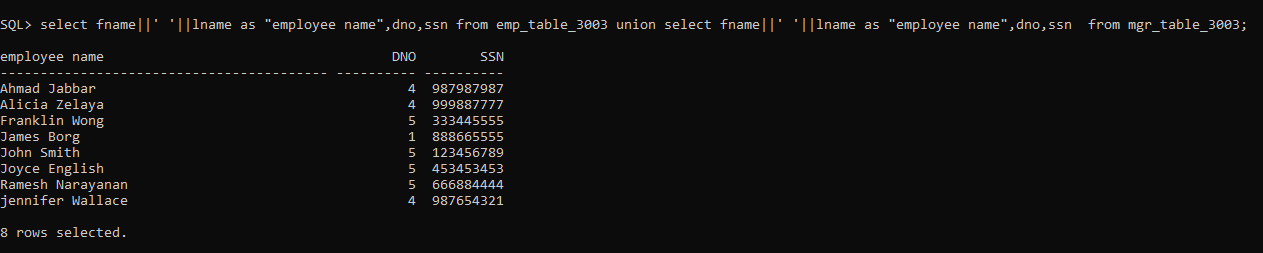 SQL> select fname||' '||lname as "employee name",dno,ssn from emp_table_3003 union select fname||' '||lname as "employee name",dno,ssn  from mgr_table_3003;
employee name                                   DNO        SSN
----------------------------------------- ---------- ----------
Ahmad Jabbar                                      4  987987987
Alicia Zelaya                                     4  999887777
Franklin Wong                                     5  333445555
James Borg                                        1  888665555
John Smith                                        5  123456789
Joyce English                                     5  453453453
Ramesh Narayanan                                  5  666884444
jennifer Wallace                                  4  987654321
8 rows selected.